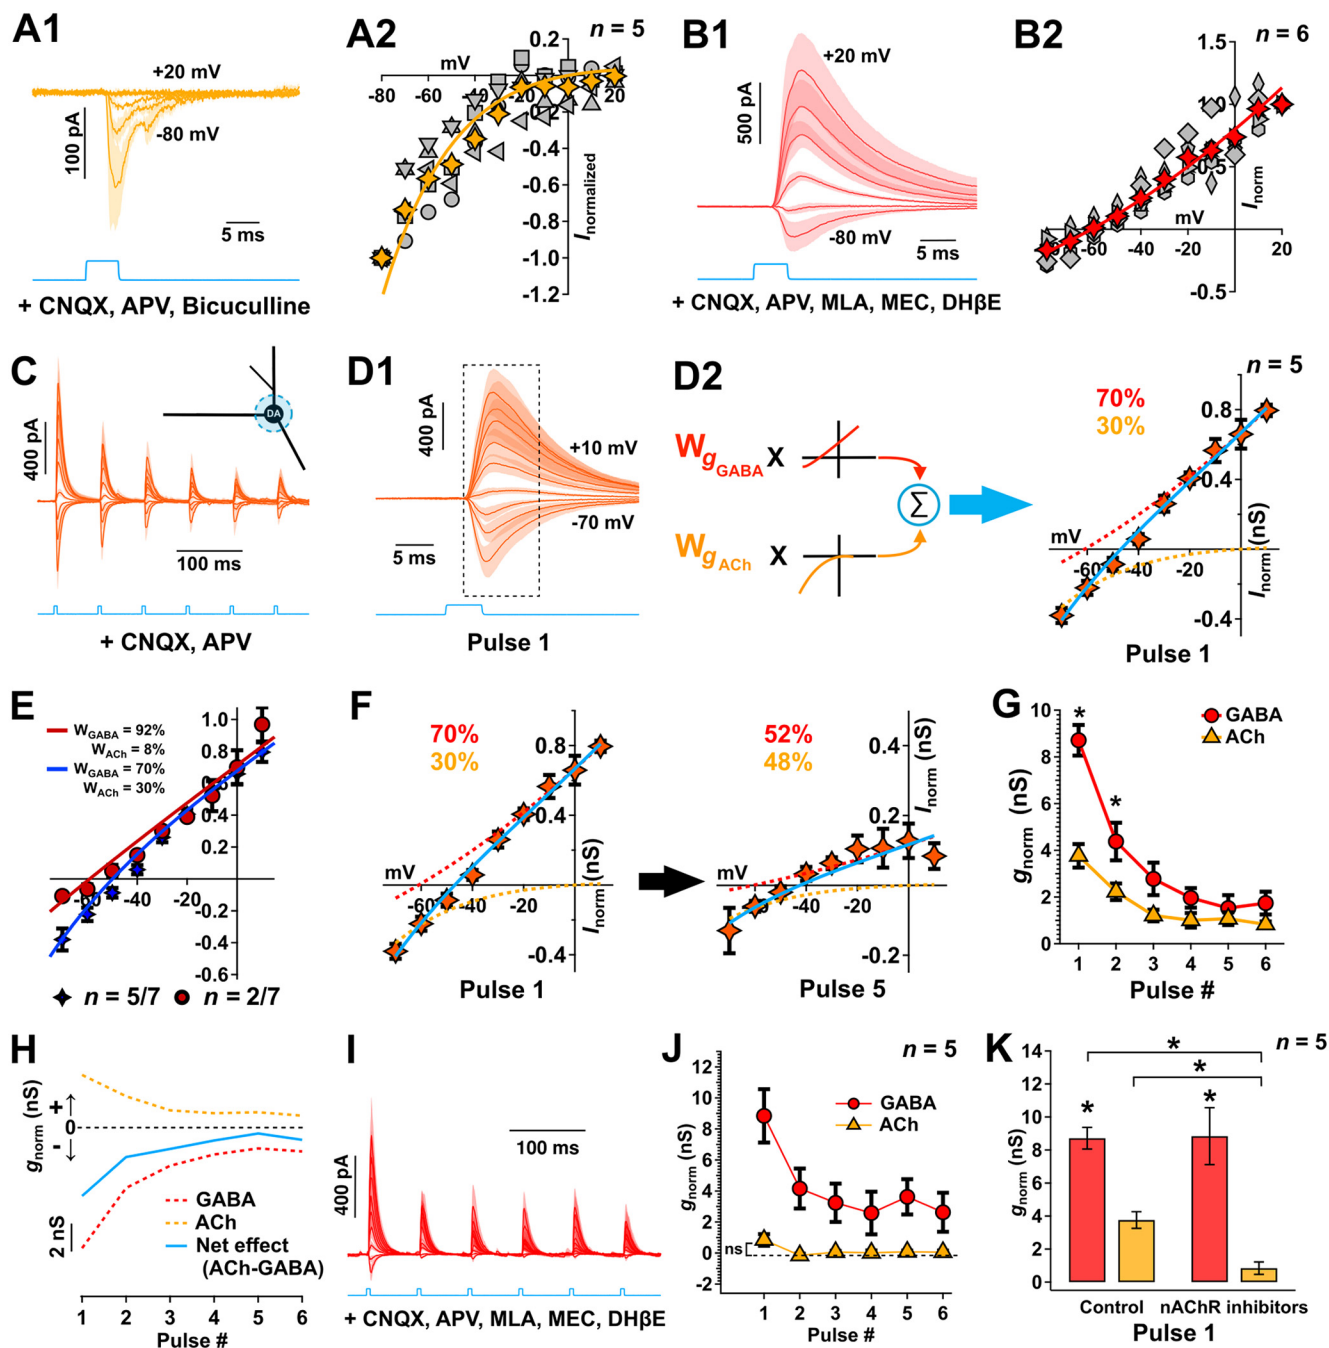 A1
+20 mV
100 pA
-80 mV
5 ms
+ CNQX, APV, Bicuculline
A2
n = 5
0.2
mV
-80
-60
-40
-20
20
-0.2
-0.4
-0.6
-0.8
-1.0
-1.2
Inormalized
B1
+20 mV
500 pA
-80 mV
5 ms
+ CNQX, APV, MLA, MEC, DHβE
B2
n = 6
1.5
1.0
0.5
-0.5
mV
-60
-40
-20
20
Inorm
C
400 pA
DA
100 ms
+ CNQX, APV
D1
400 pA
+10 mV
-70 mV
5 ms
Pulse 1
D2
n = 5
WgGABA X
Σ
WgACh X
70%
30%
0.8
0.4
-0.4
mV
-60
-40
-20
Inorm (nS)
Pulse 1
E
WGABA = 92%
WACh = 8%
WGABA = 70%
WACh = 30%
1.0
0.8
0.6
0.4
0.2
-0.2
-0.4
-0.6
-60
-40
-20
n = 5/7
n = 2/7
F
70%
30%
0.8
0.4
-0.4
mV
-60
-40
-20
Inorm (nS)
Pulse 1
52%
48%
0.4
0.2
-0.2
mV
-40
-20
Inorm (nS)
Pulse 5
G
GABA
ACh
10
8
6
4
2
0
gnorm (nS)
*
*
1 2 3 4 5 6
Pulse #
H
gnorm (nS)
+
0
-
2 nS
GABA
ACh
Net effect
(ACh-GABA)
1 2 3 4 5 6
Pulse #
I
400 pA
100 ms
+ CNQX, APV, MLA, MEC, DHβE
J
n = 5
GABA
ACh
12
10
8
6
4
2
0
-2
gnorm (nS)
ns
1 2 3 4 5 6
Pulse #
K
n = 5
14
12
10
8
6
4
2
0
gnorm (nS)
*
*
*
*
Control
nAChR inhibitors
Pulse 1